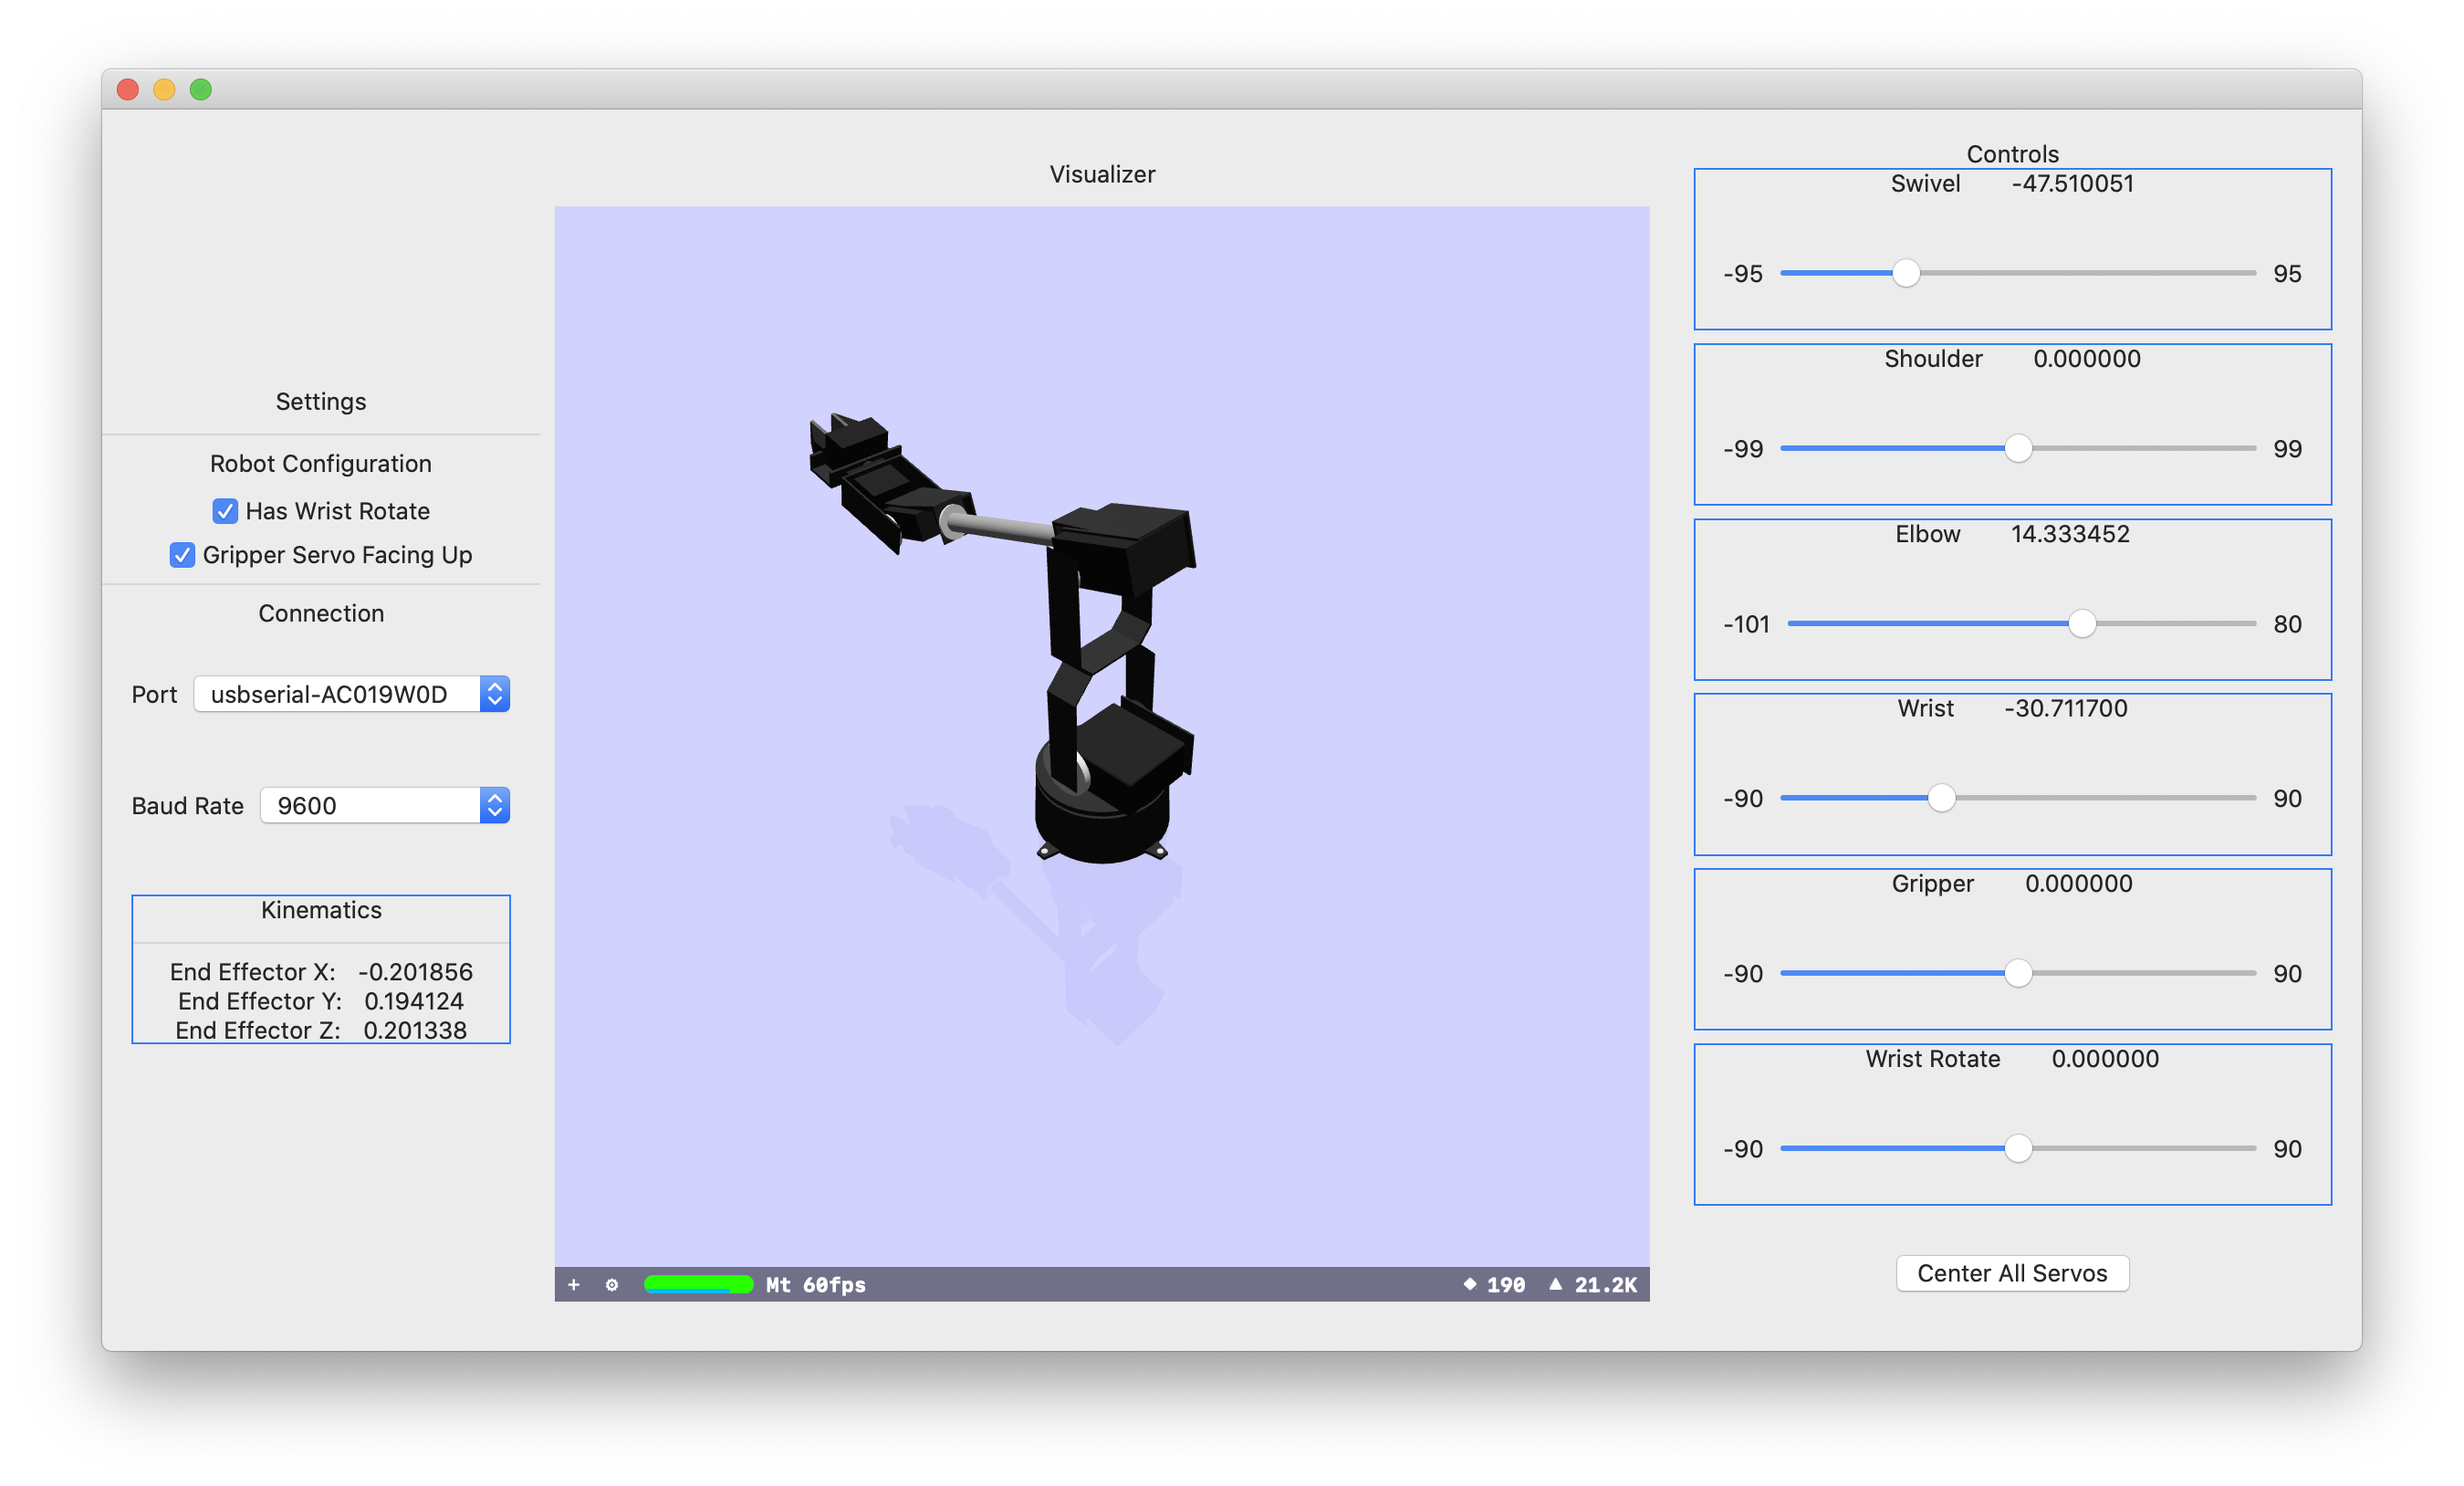 Settings
Robot Configuration
Has Wrist Rotate
Gripper Servo Facing Up
Connection
Port usbserial-AC019W0D
Baud Rate 9600
Kinematics
End Effector X: -0.201856
End Effector Y: 0.194124
End Effector Z: 0.201338
Visualizer
+ Mt 60fps 190 21.2K
Controls
Swivel -47.510051
-95 95
Shoulder 0.000000
-99 99
Elbow 14.333452
-101 80
Wrist -30.711700
-90 90
Gripper 0.000000
-90 90
Wrist Rotate 0.000000
-90 90
Center All Servos